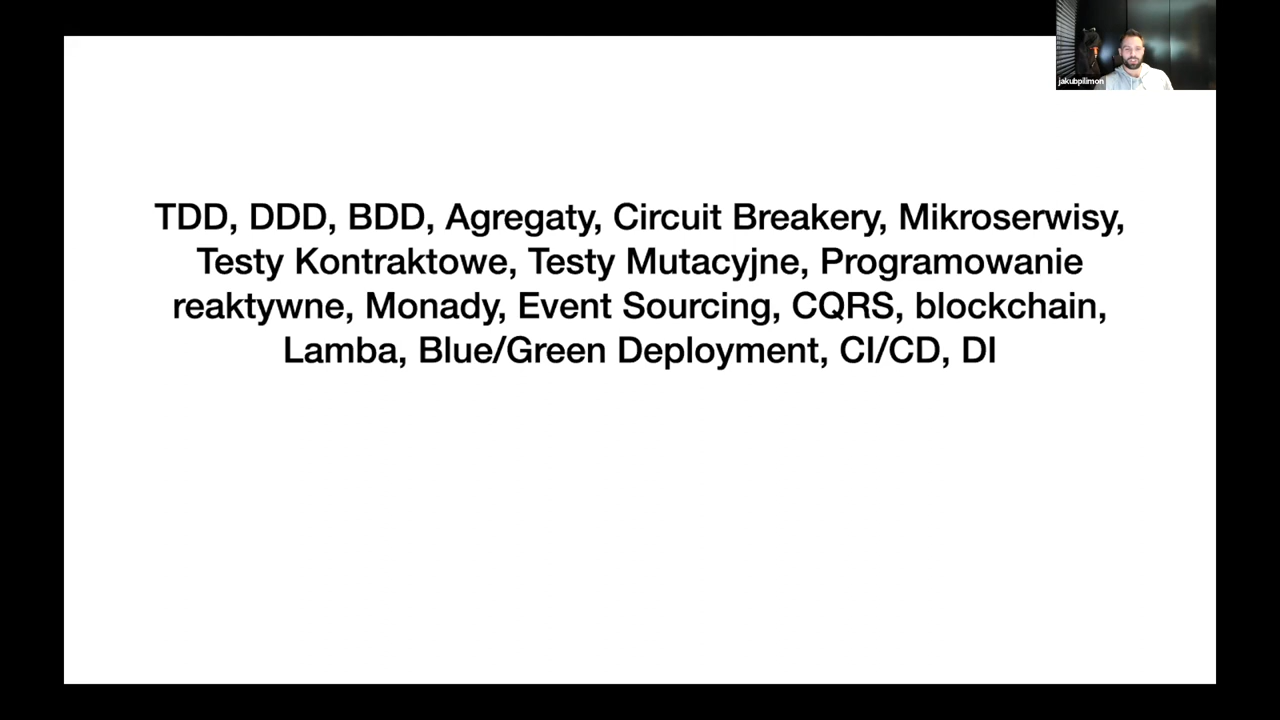 jakubpilimon
TDD, DDD, BDD, Agregaty, Circuit Breakery, Mikroserwisy,
Testy Kontraktowe, Testy Mutacyjne, Programowanie
reaktywne, Monady, Event Sourcing, CQRS, blockchain,
Lamba, Blue/Green Deployment, CI/CD, DI